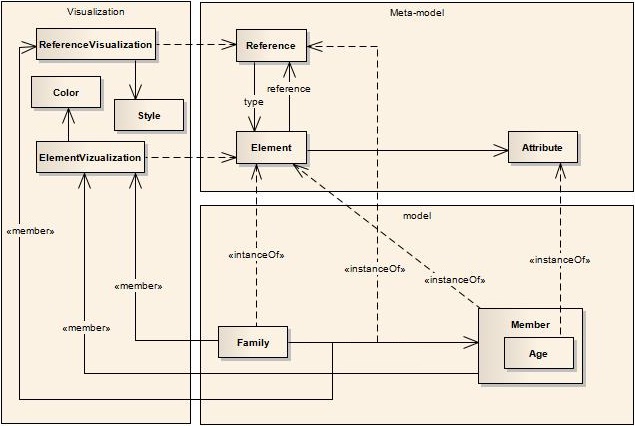 Visualization
Meta-model
ReferenceVisualization
Reference
Color
Style
type
reference
ElementVizualization
Element
Attribute
model
«member»
«intanceOf»
«instanceOf»
«instanceOf»
«instanceOf»
«member»
«member»
Family
Member
Age